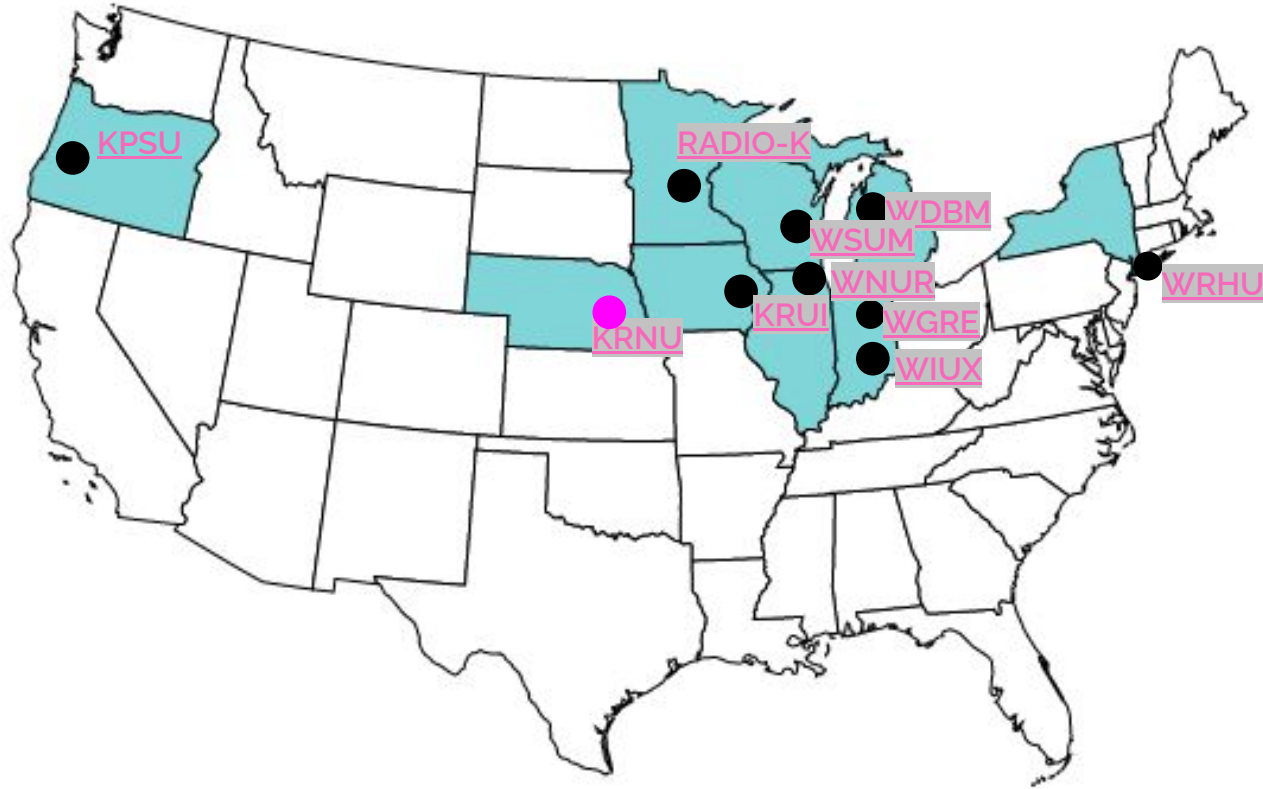 KPSU
RADIO-K
WDBM
WSUM
WNUR
WRHU
KRUI
WGRE
KRNU
WIUX